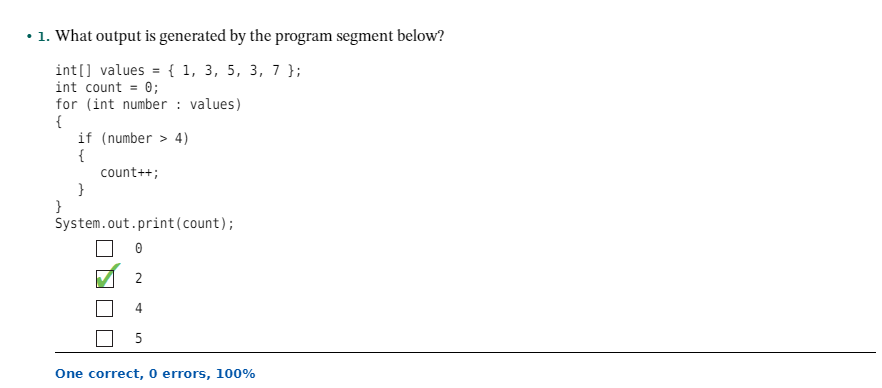 • 1. What output is generated by the program segment below?
int[] values = { 1, 3, 5, 3, 7 };
int count = 0;
for (int number : values)
{
   if (number > 4)
   {
      count++;
   }
}
System.out.print(count);
0
2
4
5
One correct, 0 errors, 100%